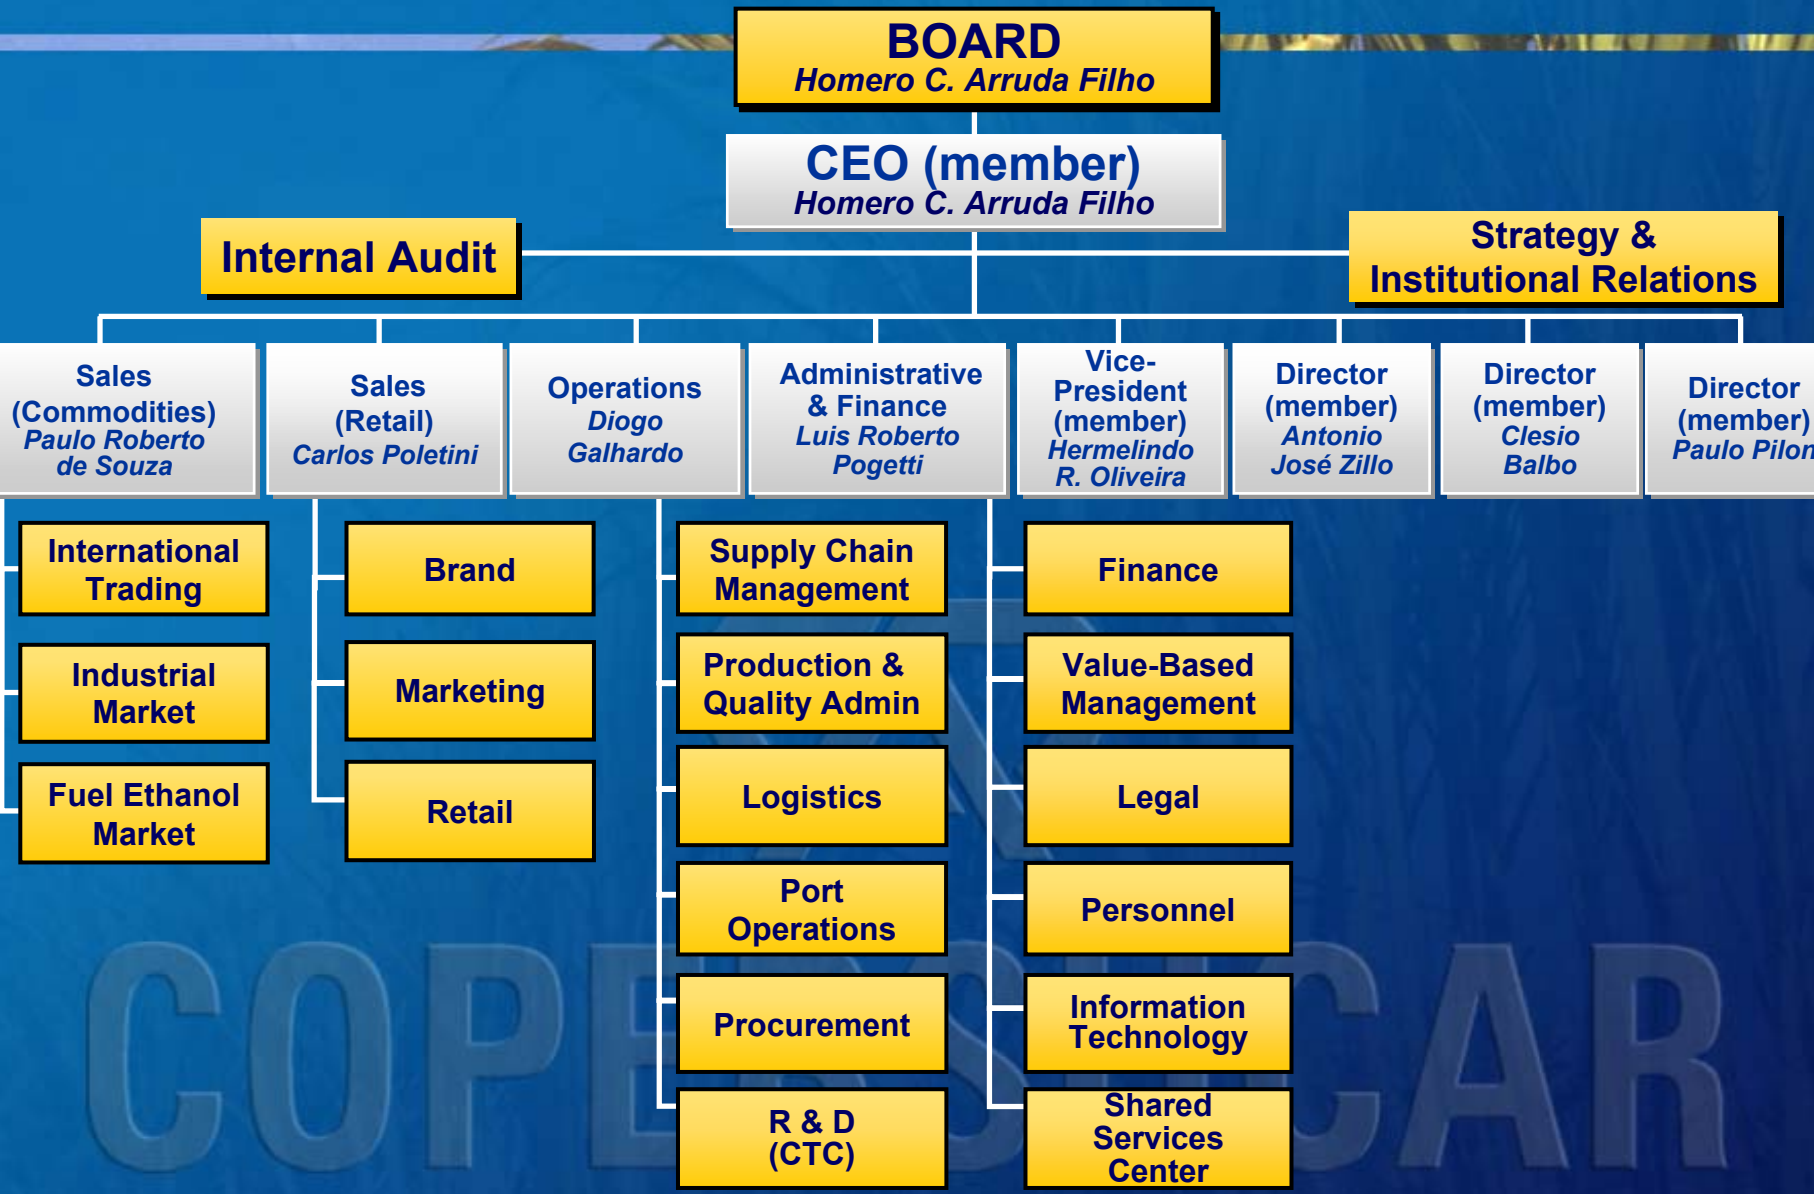 BOARD
Homero C. Arruda Filho
CEO (member)
Homero C. Arruda Filho
Internal Audit
Strategy &
Institutional Relations
Sales
(Commodities)
Paulo Roberto
de Souza
Sales
(Retail)
Carlos Poletini
Operations
Diogo
Galhardo
Administrative
& Finance
Luis Roberto
Pogetti
Vice-
President
(member)
Hermelindo
R. Oliveira
Director
(member)
Antonio
José Zillo
Director
(member)
Clesio
Balbo
Director
(member)
Paulo Pilon
International
Trading
Industrial
Market
Fuel Ethanol
Market
Brand
Marketing
Retail
Supply Chain
Management
Production &
Quality Admin
Logistics
Port
Operations
Procurement
R & D
(CTC)
Finance
Value-Based
Management
Legal
Personnel
Information
Technology
Shared
Services
Center
COPERSUCAR